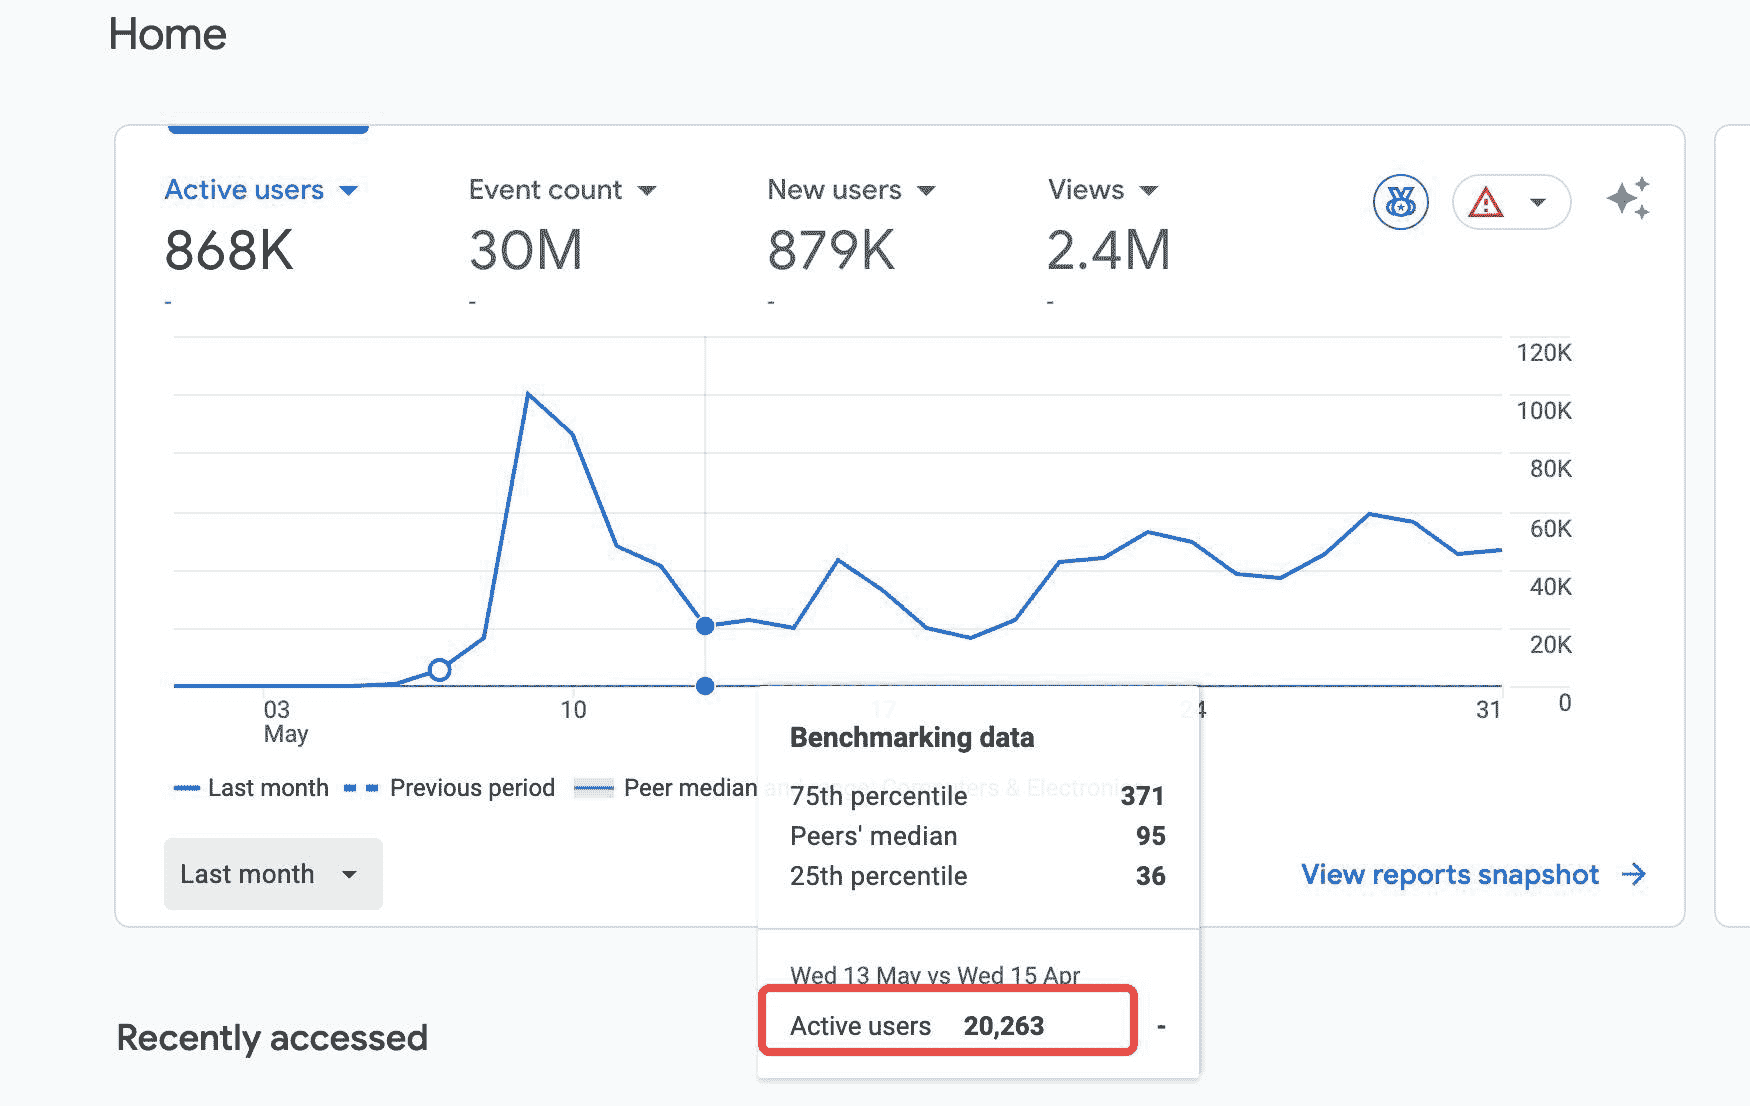 Home
Active users
868K
-
Event count
30M
-
New users
879K
-
Views
2.4M
-
120K
100K
80K
60K
40K
20K
0
03
May
10
17
24
31
Last month
Previous period
Peer median
Benchmarking data
75th percentile 371
Peers' median 95
25th percentile 36
Last month
View reports snapshot
Wed 13 May vs Wed 15 Apr
Active users 20,263 -
Recently accessed